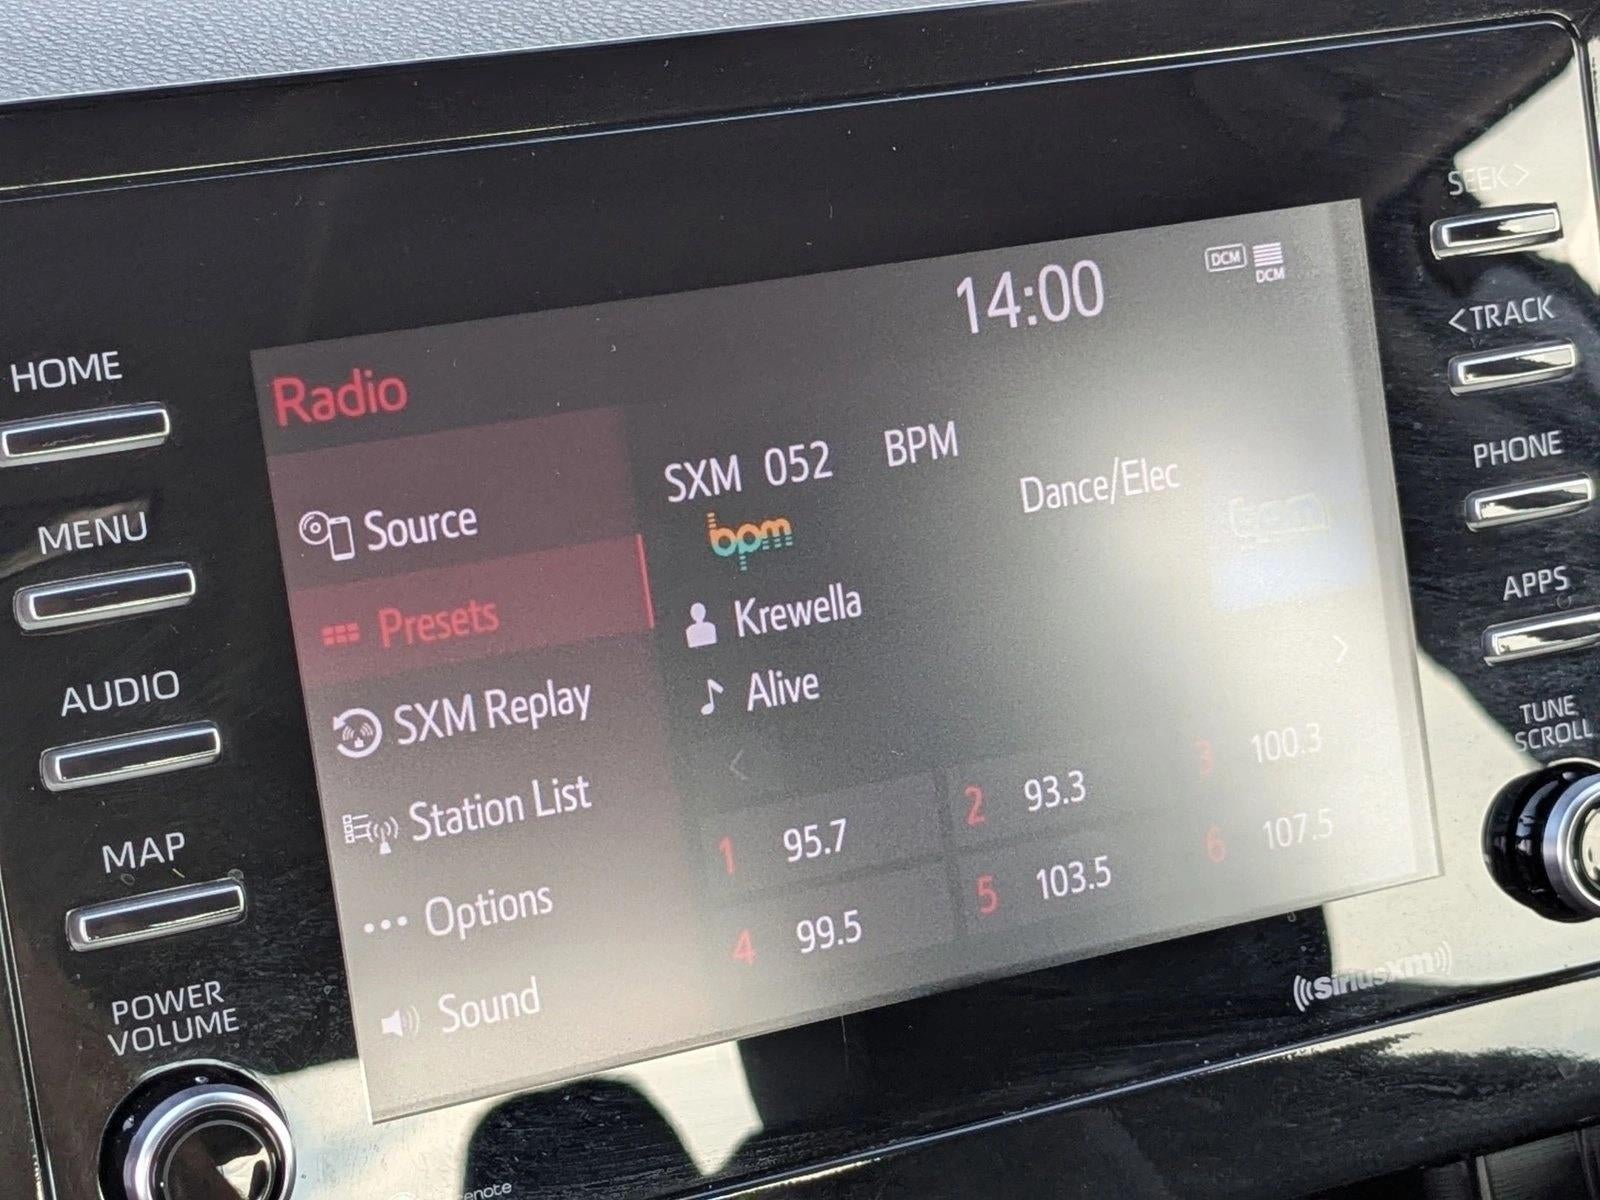 SEEK >
14:00
DCM
DCM
< TRACK
HOME
Radio
SXM 052 BPM
PHONE
Dance/Elec
Source
bpm
MENU
APPS
Presets
Krewella
AUDIO
SXM Replay
Alive
TUNE
SCROLL
MAP
Station List
1 95.7
2 93.3
3 100.3
Options
4 99.5
5 103.5
6 107.5
POWER
VOLUME
Sound
SiriusXM